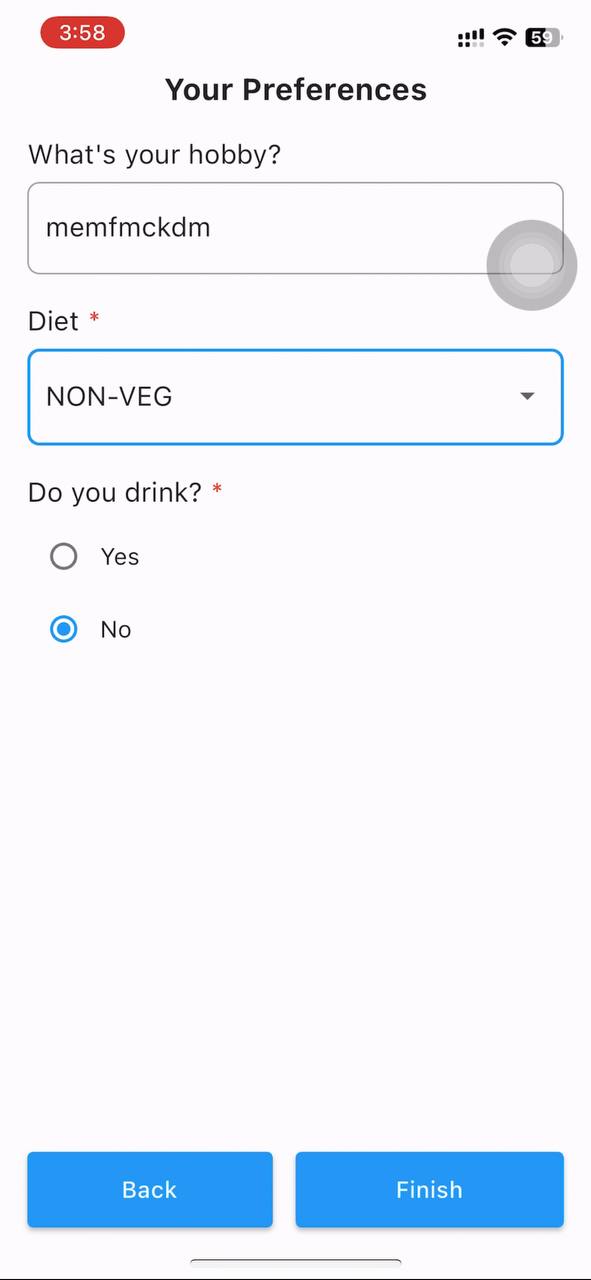 3:58
59
Your Preferences
What's your hobby?
memfmckdm
Diet *
NON-VEG
Do you drink? *
Yes
No
Back
Finish